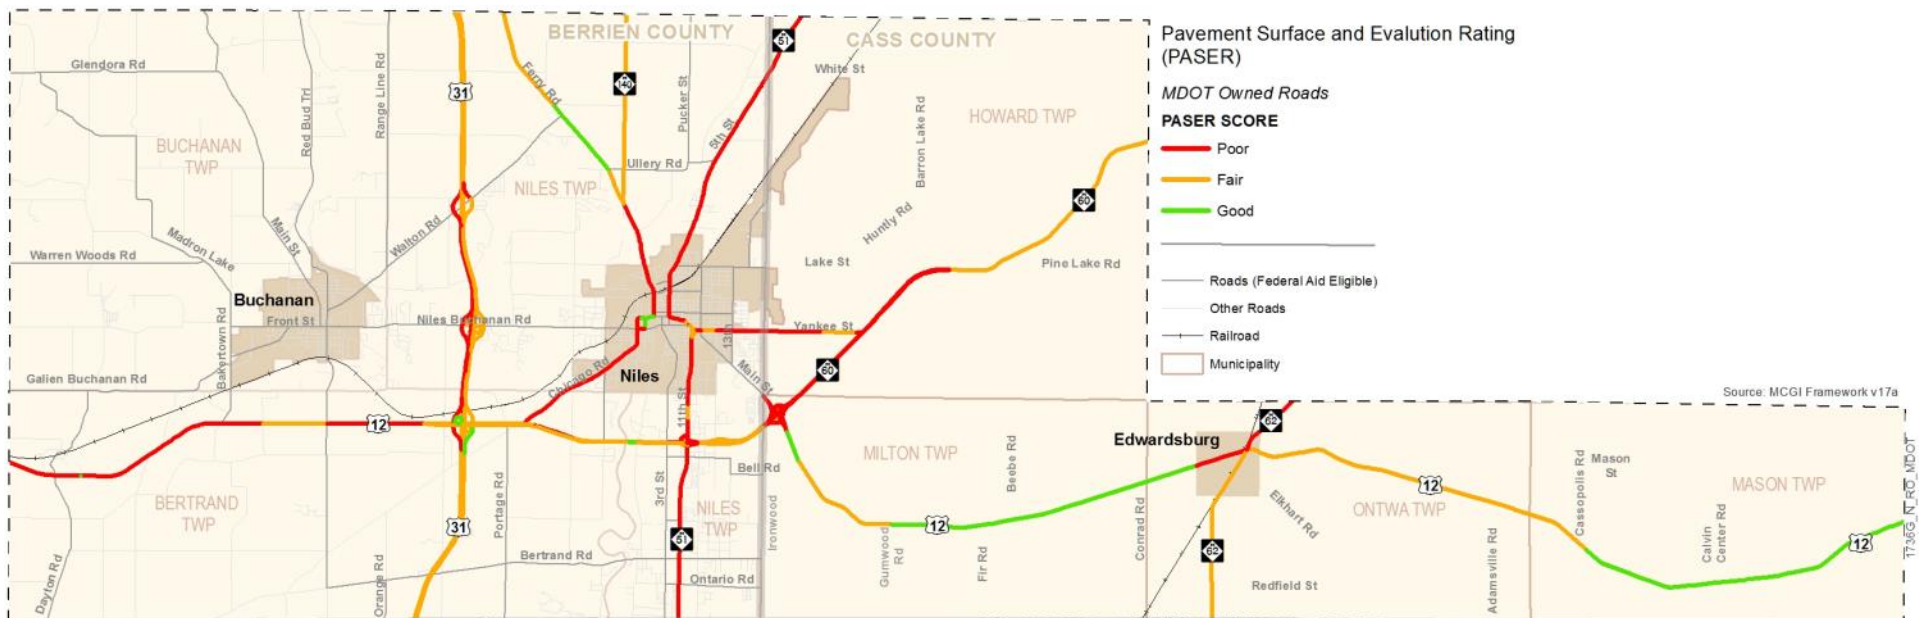 BERRIEN COUNTY
CASS COUNTY
Glendora Rd
Red Bud Trl
Range Line Rd
31
Ferry Rd
140
Pucker St
5th St
51
White St
Barron Lake Rd
HOWARD TWP
BUCHANAN
TWP
NILES TWP
Ullery Rd
60
Huntly Rd
Madron Lake
Main St
Walton Rd
Warren Woods Rd
Lake St
Pine Lake Rd
Buchanan
Front St
Niles Buchanan Rd
Yankee St
13th
Bakertown Rd
Galien Buchanan Rd
Chicago Rd
Niles
Main St
60
11th St
12
BERTRAND
TWP
Portage Rd
31
3rd St
Bell Rd
NILES
TWP
Ironwood
51
Bertrand Rd
Ontario Rd
Dayton Rd
Orange Rd
MILTON TWP
Beebe Rd
Gumwood
Rd
12
Fir Rd
Conrad Rd
Edwardsburg
62
Elkhart Rd
62
Redfield St
ONTWA TWP
12
Adamsville Rd
Cassopolis Rd
Mason
St
Calvin
Center Rd
MASON TWP
12
Pavement Surface and Evalution Rating
(PASER)
MDOT Owned Roads
PASER SCORE
Poor
Fair
Good
Roads (Federal Aid Eligible)
Other Roads
Railroad
Municipality
Source: MCGI Framework v17a